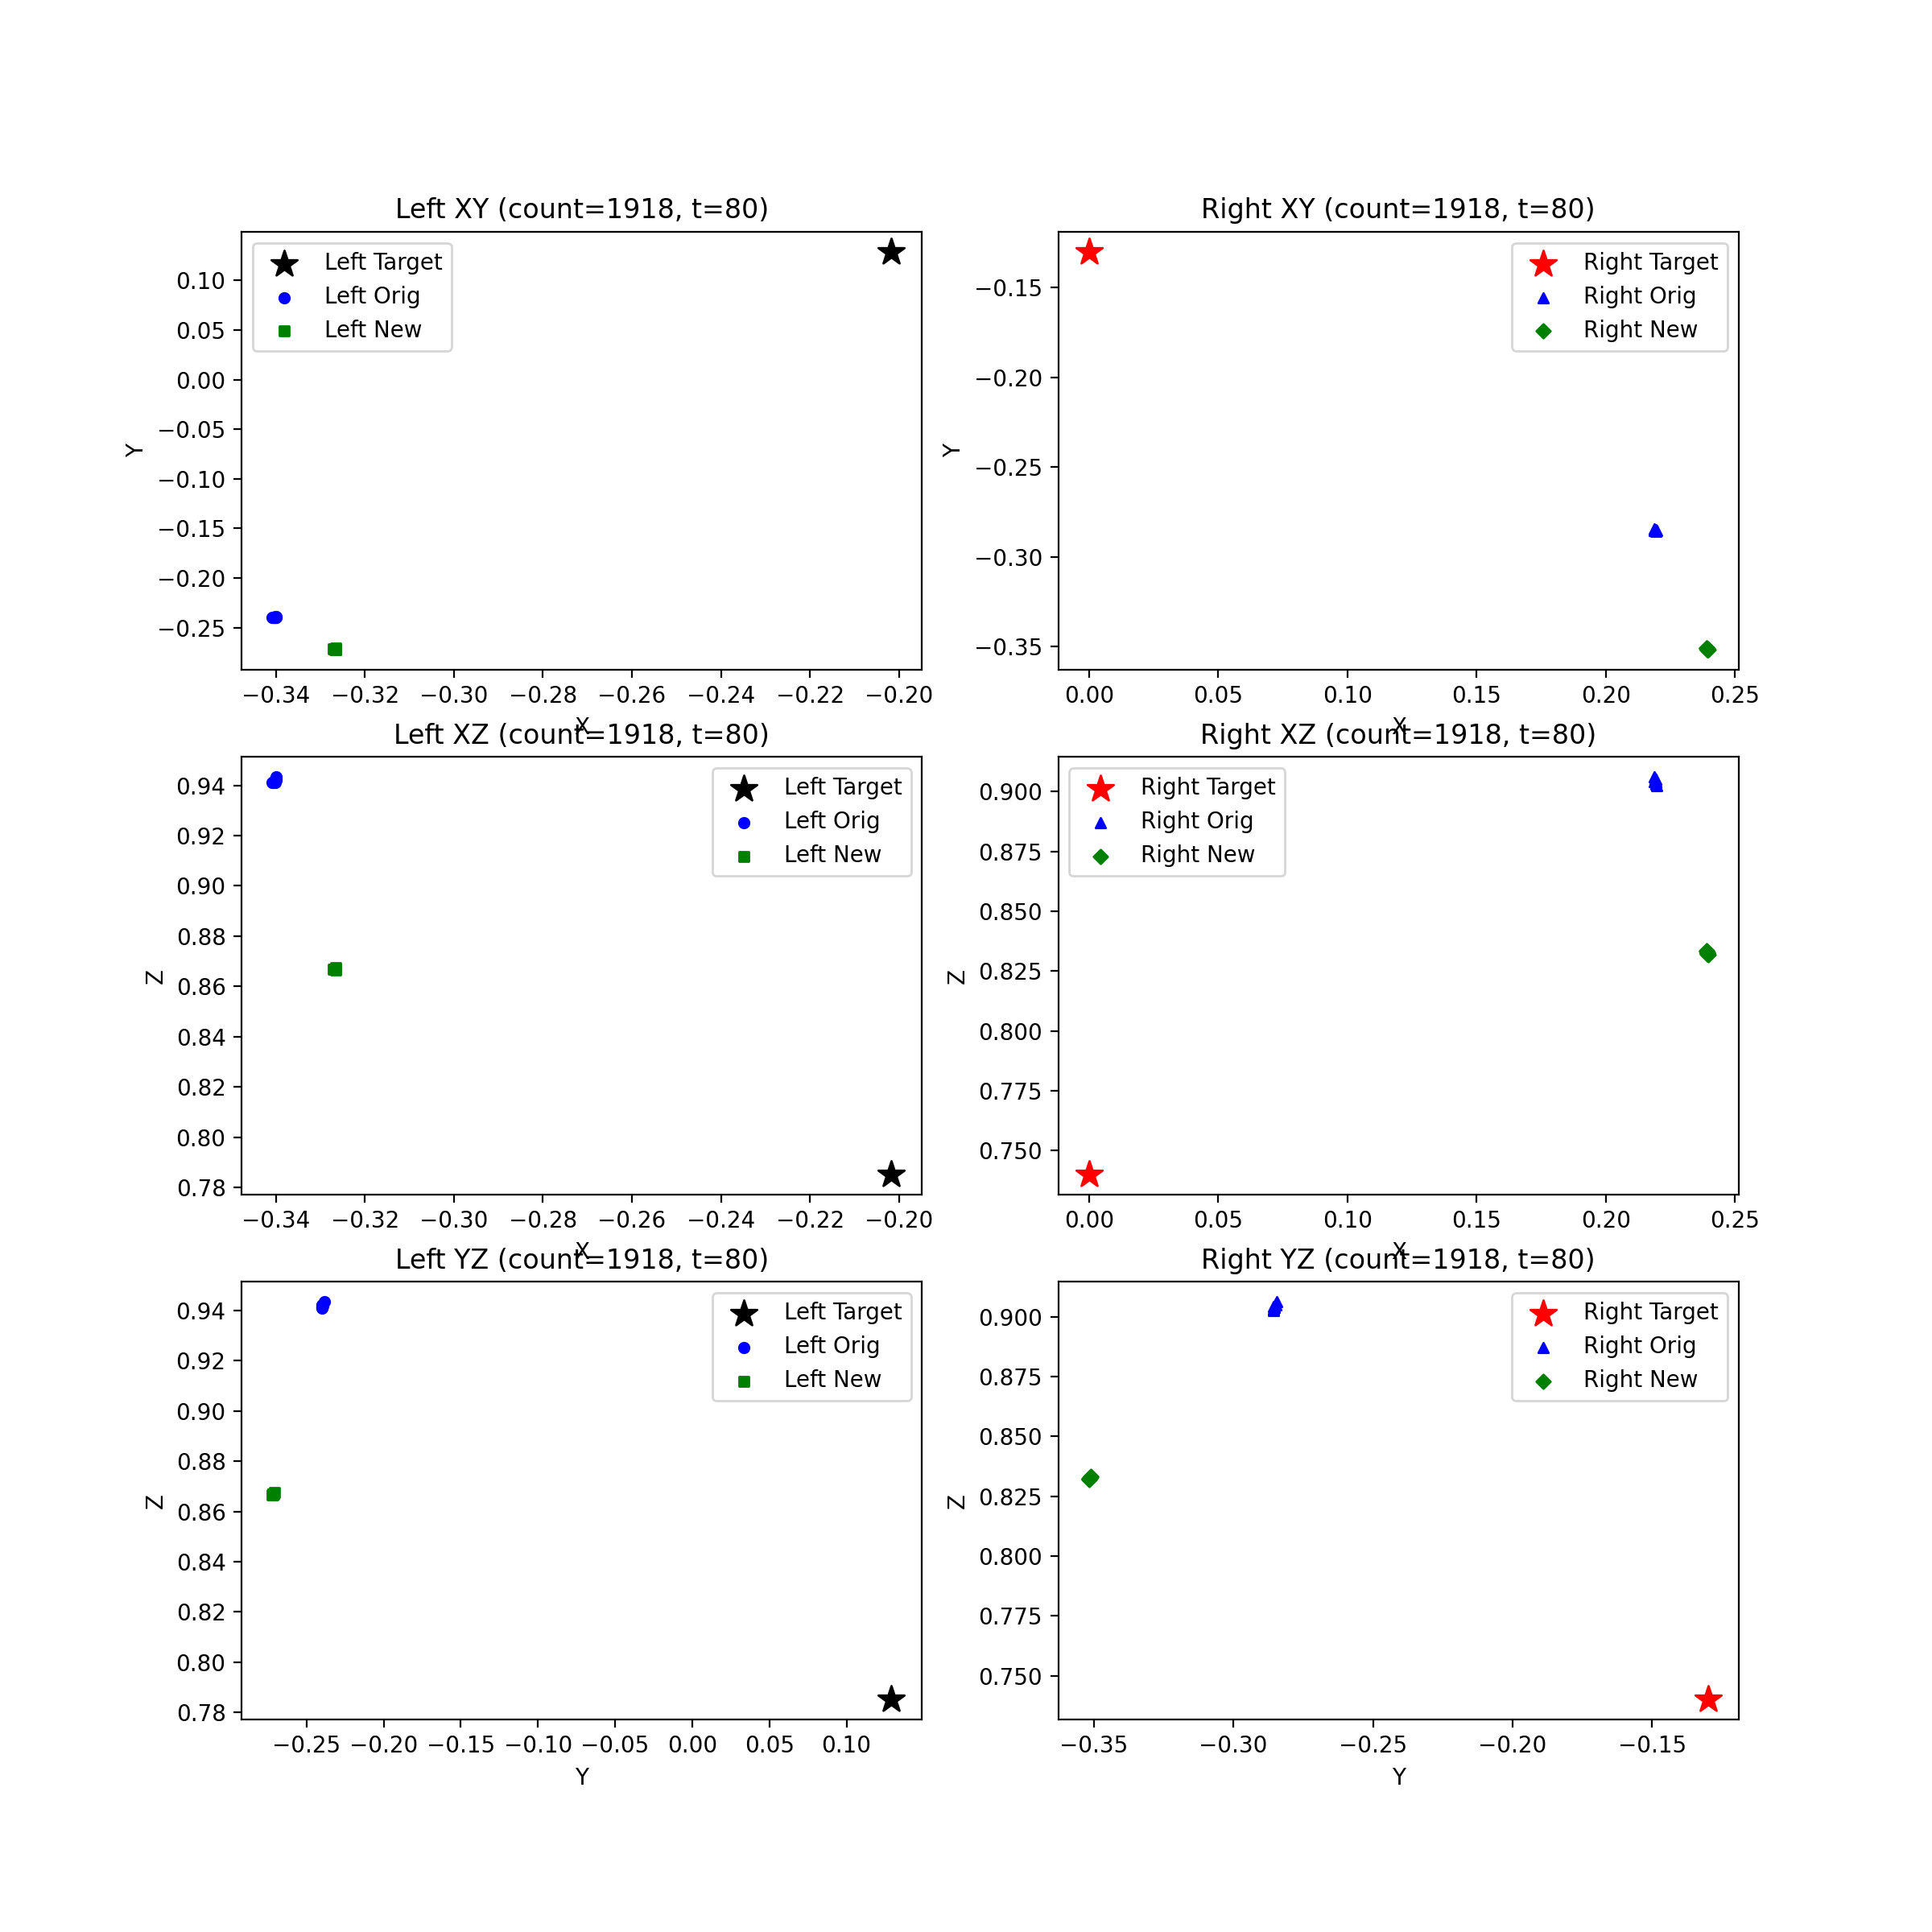 Left XY (count=1918, t=80)
Left Target
Left Orig
Left New
0.10
0.05
0.00
−0.05
−0.10
−0.15
−0.20
−0.25
Y
−0.34 −0.32 −0.30 −0.28 −0.26 −0.24 −0.22 −0.20
X
Right XY (count=1918, t=80)
Right Target
Right Orig
Right New
−0.15
−0.20
−0.25
−0.30
−0.35
Y
0.00 0.05 0.10 0.15 0.20 0.25
X
Left XZ (count=1918, t=80)
Left Target
Left Orig
Left New
0.94
0.92
0.90
0.88
0.86
0.84
0.82
0.80
0.78
Z
−0.34 −0.32 −0.30 −0.28 −0.26 −0.24 −0.22 −0.20
X
Right XZ (count=1918, t=80)
Right Target
Right Orig
Right New
0.900
0.875
0.850
0.825
0.800
0.775
0.750
Z
0.00 0.05 0.10 0.15 0.20 0.25
X
Left YZ (count=1918, t=80)
Left Target
Left Orig
Left New
0.94
0.92
0.90
0.88
0.86
0.84
0.82
0.80
0.78
Z
−0.25 −0.20 −0.15 −0.10 −0.05 0.00 0.05 0.10
Y
Right YZ (count=1918, t=80)
Right Target
Right Orig
Right New
0.900
0.875
0.850
0.825
0.800
0.775
0.750
Z
−0.35 −0.30 −0.25 −0.20 −0.15
Y